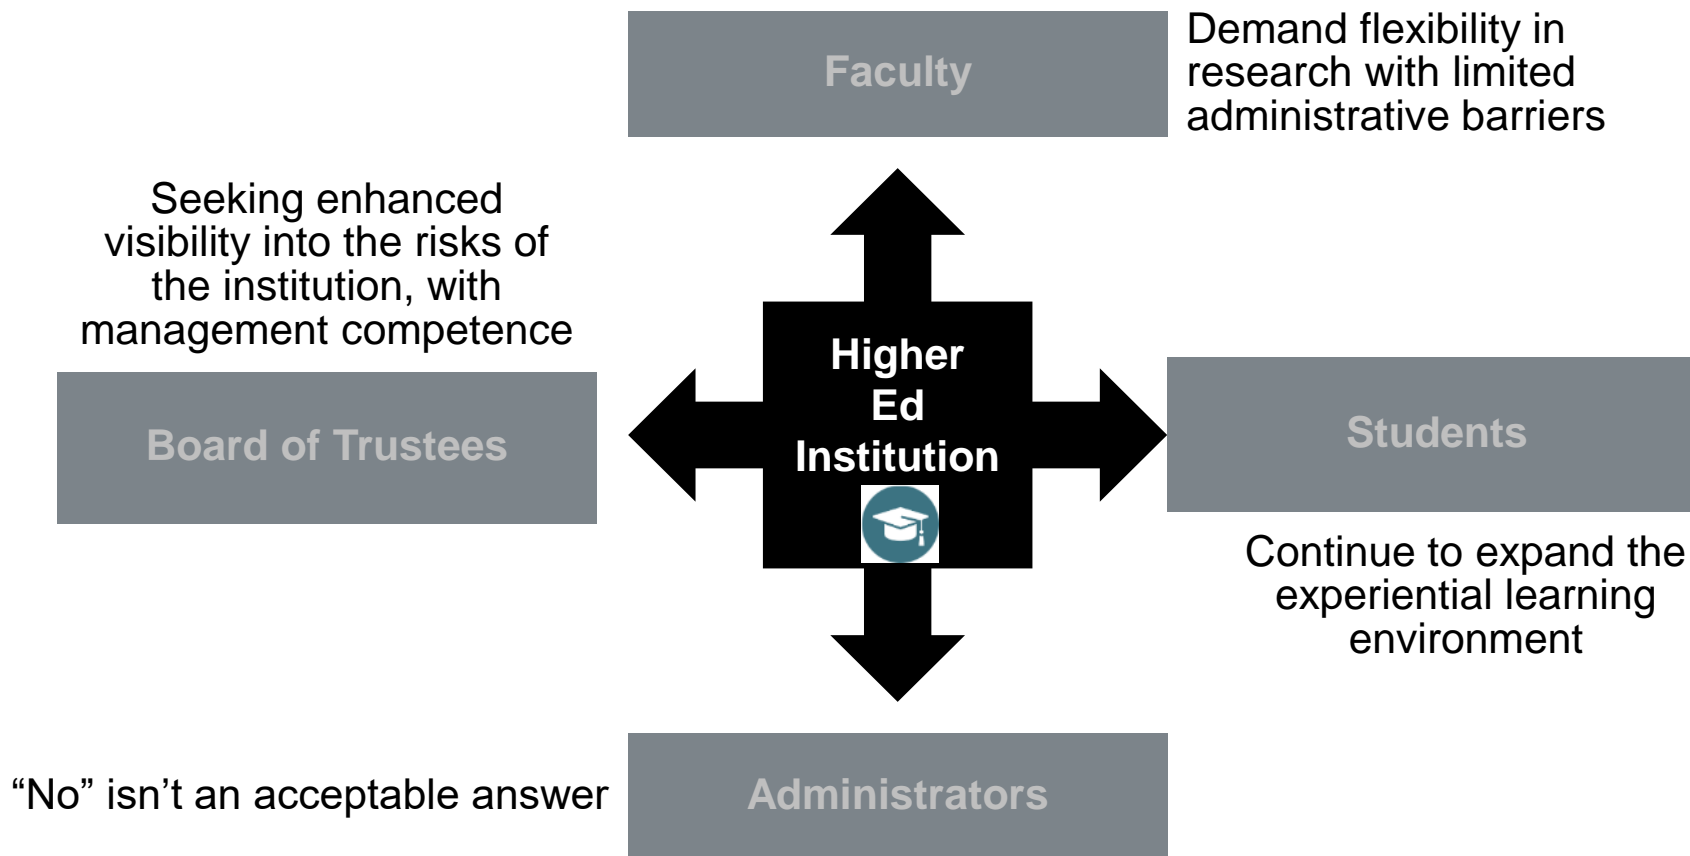 Faculty
Demand flexibility in
research with limited
administrative barriers
Seeking enhanced
visibility into the risks of
the institution, with
management competence
Board of Trustees
Higher
Ed
Institution
Students
Continue to expand the
experiential learning
environment
“No” isn’t an acceptable answer
Administrators